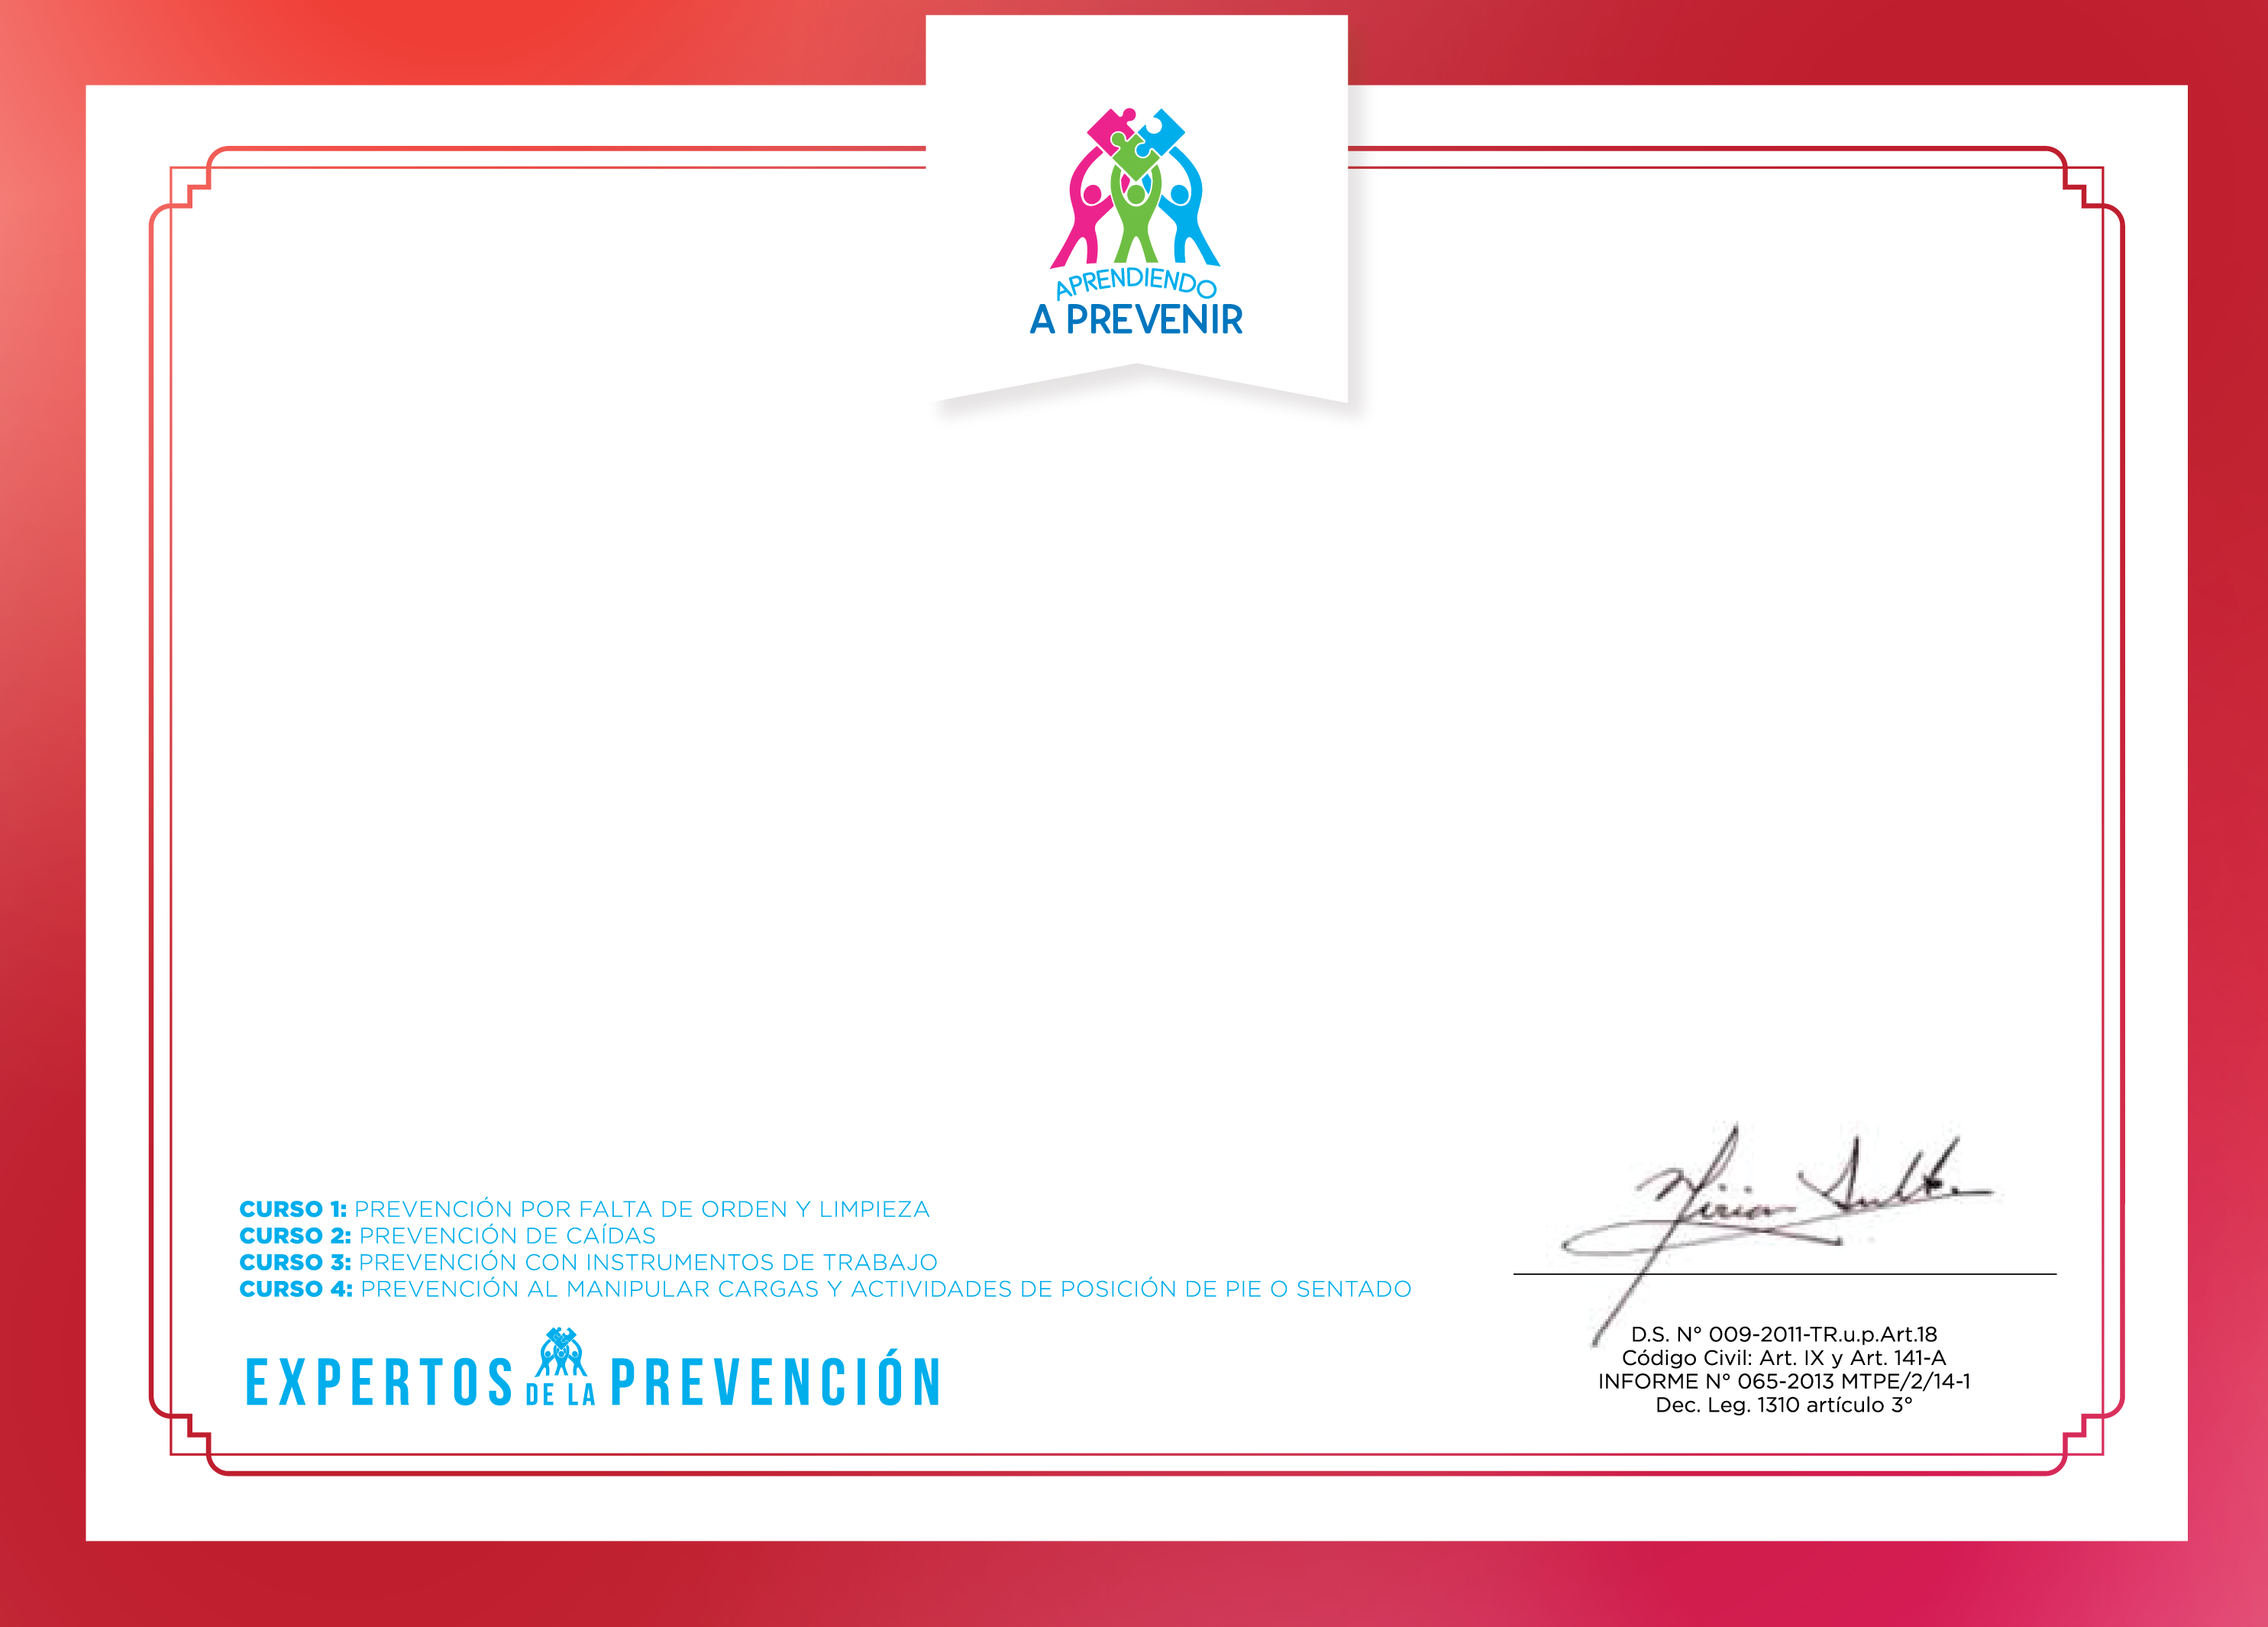 APRENDIENDO
A PREVENIR
CURSO 1: PREVENCIÓN POR FALTA DE ORDEN Y LIMPIEZA
CURSO 2: PREVENCIÓN DE CAÍDAS
CURSO 3: PREVENCIÓN CON INSTRUMENTOS DE TRABAJO
CURSO 4: PREVENCIÓN AL MANIPULAR CARGAS Y ACTIVIDADES DE POSICIÓN DE PIE O SENTADO
EXPERTOS DE LA PREVENCIÓN
D.S. N° 009-2011-TR.u.p.Art.18
Código Civil: Art. IX y Art. 141-A
INFORME N° 065-2013 MTPE/2/14-1
Dec. Leg. 1310 artículo 3°